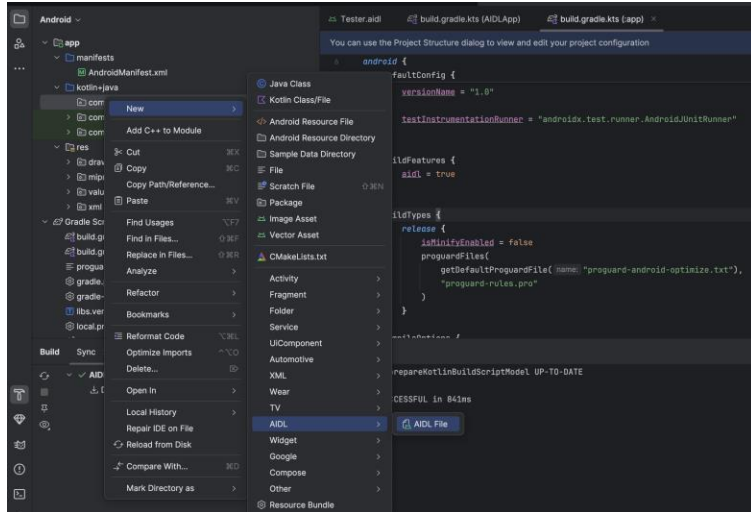 Android
Tester.aidl
build.gradle.kts (AIDLApp)
build.gradle.kts (:app)
You can use the Project Structure dialog to view and edit your project configuration
app
manifests
AndroidManifest.xml
kotlin+java
com
com
com
res
draw
mipm
valu
xml
Gradle Scr
build.g
build.g
progua
gradle.
gradle-
libs.ver
local.pr
New
Add C++ to Module
Cut ⌘X
Copy ⌘C
Copy Path/Reference...
Paste ⌘V
Find Usages ⌥F7
Find in Files... ⇧⌘F
Replace in Files... ⇧⌘R
Analyze
Refactor
Bookmarks
Reformat Code ⌥⌘L
Optimize Imports ^⌥O
Delete... ⌦
Open In
Local History
Repair IDE on File
Reload from Disk
Compare With... ⌘D
Mark Directory as
Java Class
Kotlin Class/File
Android Resource File
Android Resource Directory
Sample Data Directory
File
Scratch File ⇧⌘N
Package
Image Asset
Vector Asset
CMakeLists.txt
Activity
Fragment
Folder
Service
UiComponent
Automotive
XML
Wear
TV
AIDL
Widget
Google
Compose
Other
Resource Bundle
AIDL File
8 android {
faultConfig {
versionName = "1.0"
testInstrumentationRunner = "androidx.test.runner.AndroidJUnitRunner"
ildFeatures {
aidl = true
ildTypes {
release {
isMinifyEnabled = false
proguardFiles(
getDefaultProguardFile( name: "proguard-android-optimize.txt"),
"proguard-rules.pro"
)
}
Build
Sync
AID
repareKotlinBuildScriptModel UP-TO-DATE
CESSFUL in 841ms